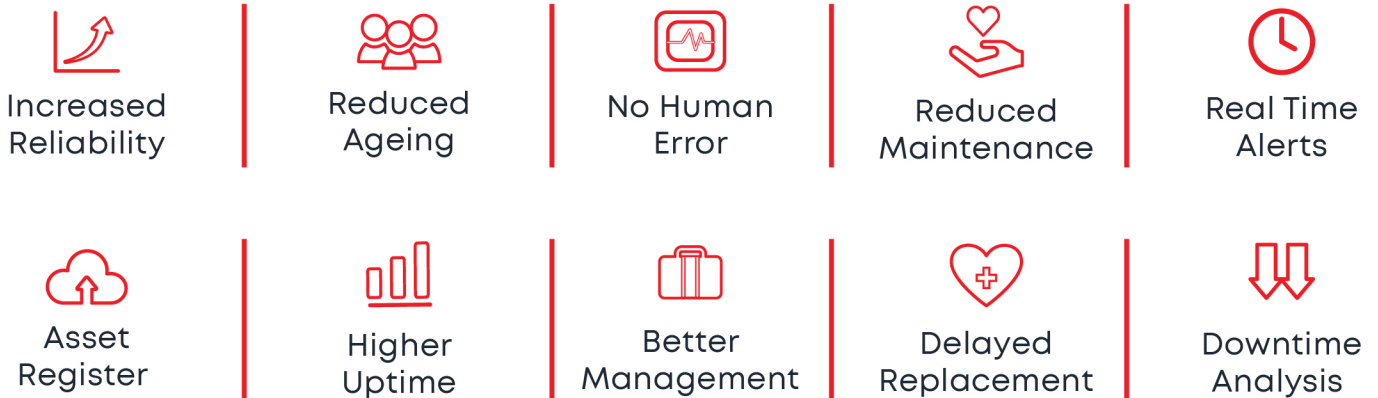 Increased
Reliability
Reduced
Ageing
No Human
Error
Reduced
Maintenance
Real Time
Alerts
Asset
Register
Higher
Uptime
Better
Management
Delayed
Replacement
Downtime
Analysis